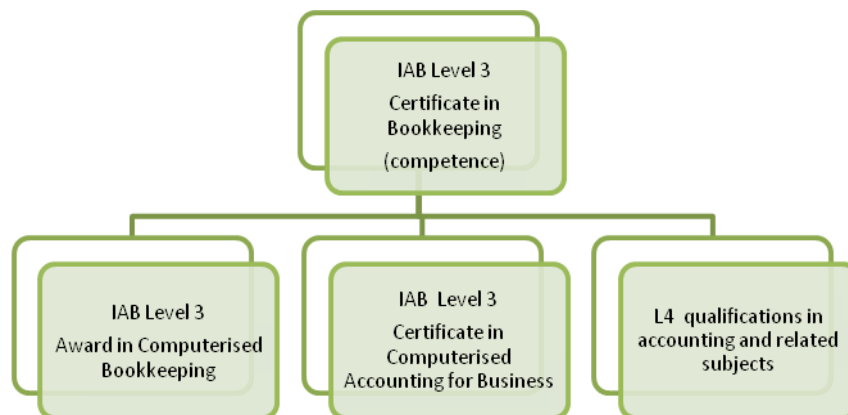 IAB Level 3
Certificate in
Bookkeeping
(competence)
IAB Level 3
Award in Computerised
Bookkeeping
IAB Level 3
Certificate in
Computerised
Accounting for Business
L4 qualifications in
accounting and related
subjects